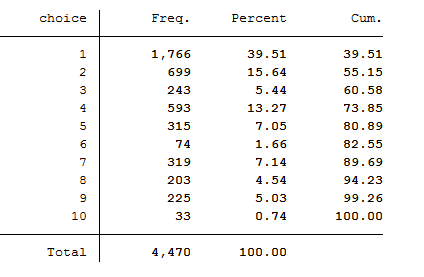 choice Freq. Percent Cum.
1 1,766 39.51 39.51
2 699 15.64 55.15
3 243 5.44 60.58
4 593 13.27 73.85
5 315 7.05 80.89
6 74 1.66 82.55
7 319 7.14 89.69
8 203 4.54 94.23
9 225 5.03 99.26
10 33 0.74 100.00
Total 4,470 100.00